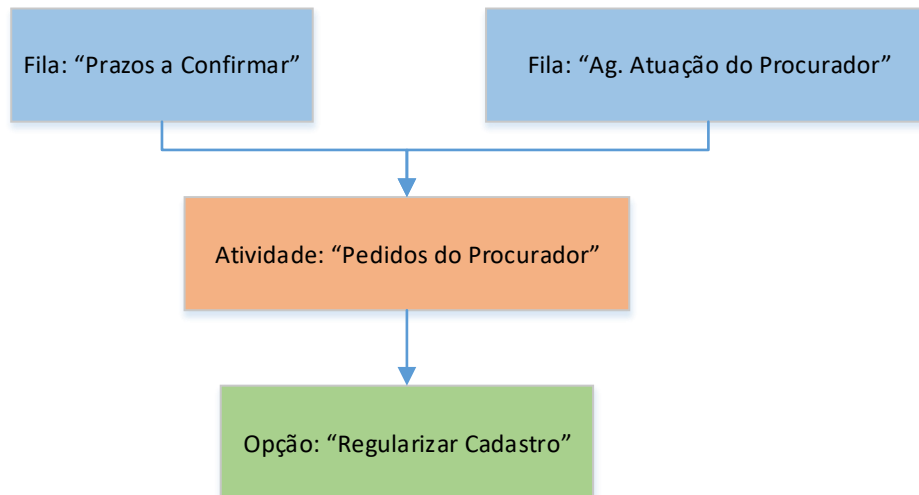 Fila: “Prazos a Confirmar”
Fila: “Ag. Atuação do Procurador”
Atividade: “Pedidos do Procurador”
Opção: “Regularizar Cadastro”